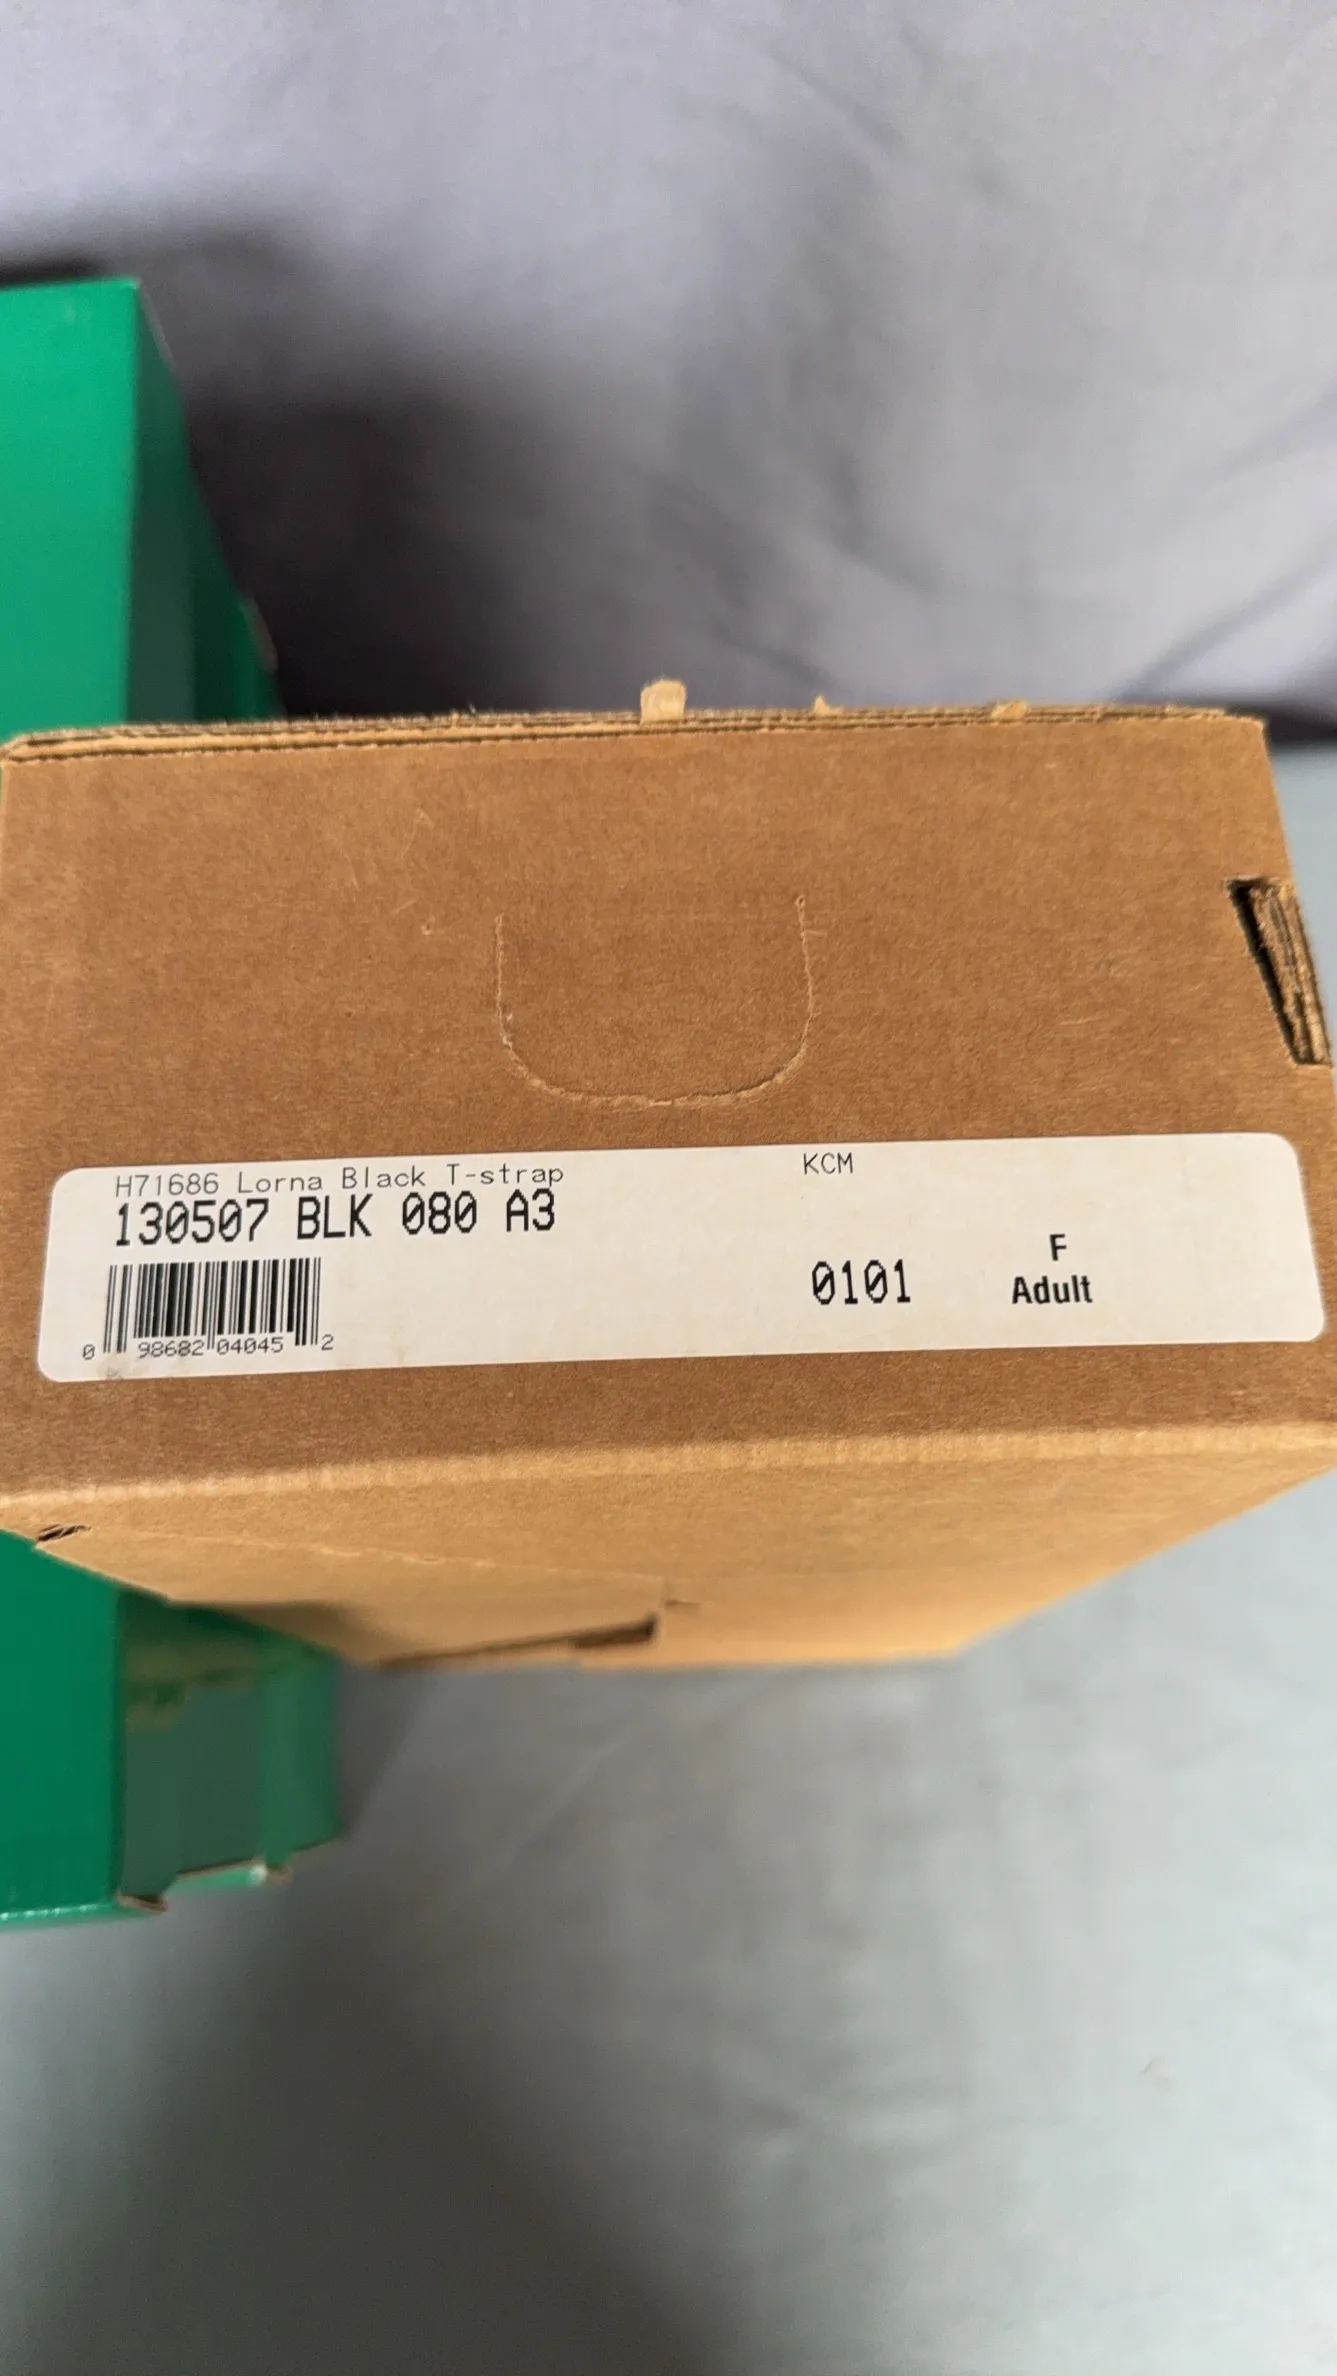 H71686 Lorna Black T-strap
KCM
130507 BLK 080 A3
0101
F
Adult
0 98682 04045 2